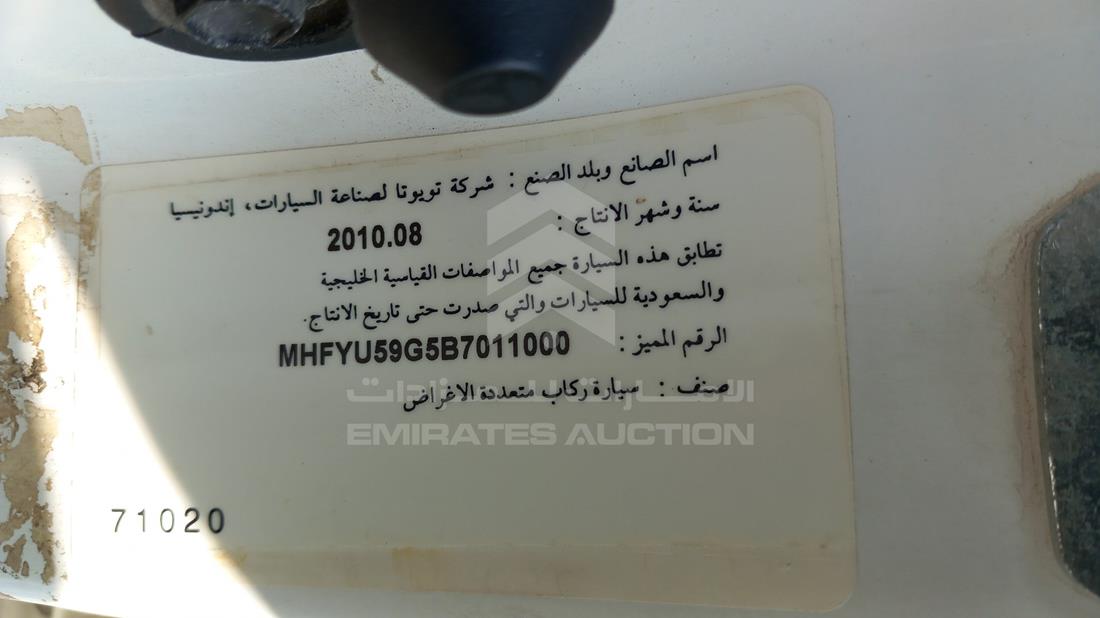 اسم الصانع وبلد الصنع : شركة تويوتا لصناعة السيارات، إندونيسيا
سنة وشهر الانتاج : 2010.08
تطابق هذه السيارة جميع المواصفات القياسية الخليجية
والسعودية للسيارات والتي صدرت حتى تاريخ الانتاج.
الرقم المميز : MHFYU59G5B7011000
صنف : سيارة ركاب متعددة الاغراض
الإمارات للمزادات
EMIRATES AUCTION
71020